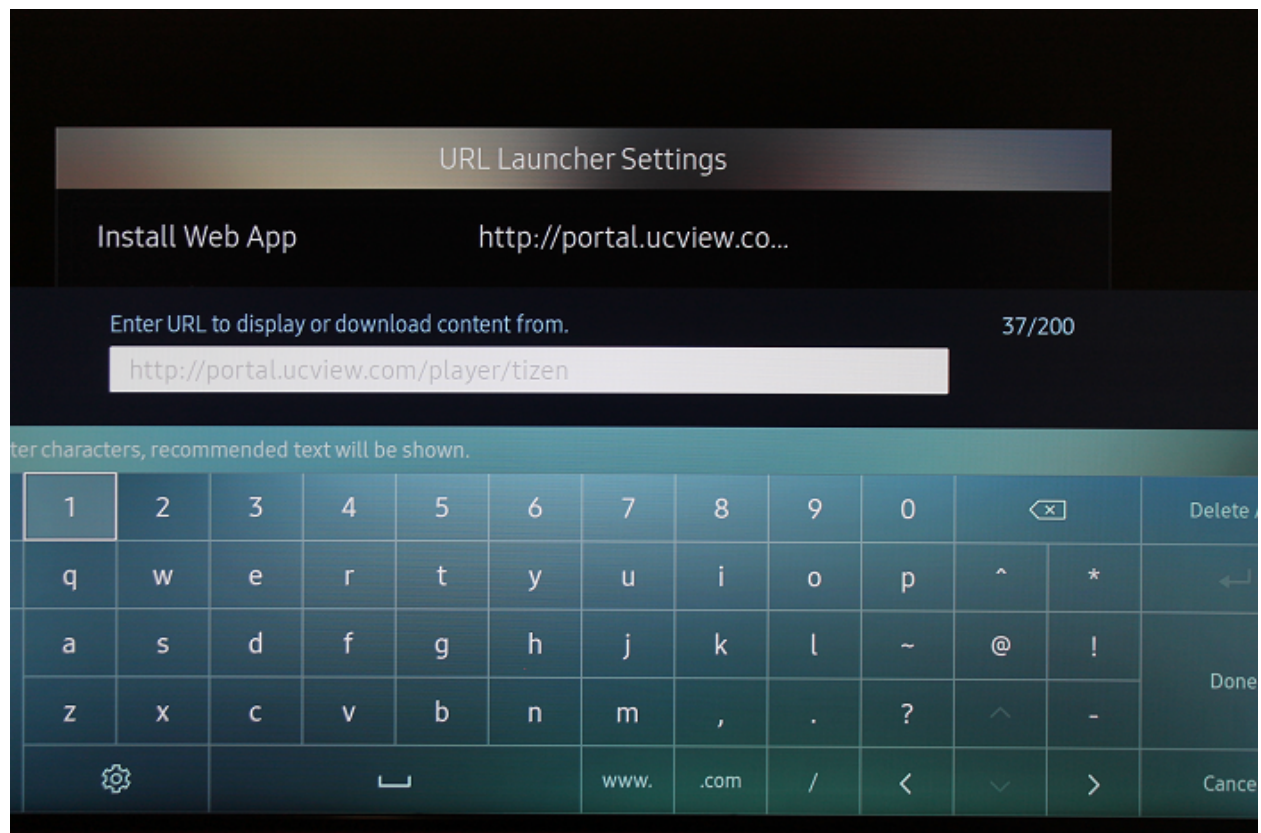 URL Launcher Settings
Install Web App http://portal.ucview.co...
Enter URL to display or download content from. 37/200
http://portal.ucview.com/player/tizen
characters, recommended text will be shown.
1 2 3 4 5 6 7 8 9 0 Delete
q w e r t y u i o p ^ *
a s d f g h j k l ~ @ !
z x c v b n m , . ? - Done
www. .com / < > Cance